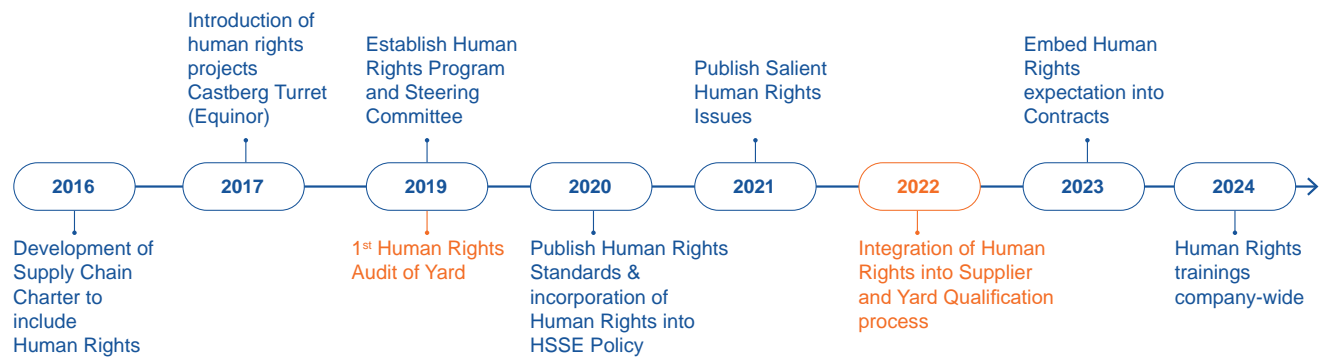 Introduction of
human rights
projects
Castberg Turret
(Equinor)
Establish Human
Rights Program
and Steering
Committee
Publish Salient
Human Rights
Issues
Embed Human
Rights
expectation into
Contracts
2016
2017
2019
2020
2021
2022
2023
2024
Development of
Supply Chain
Charter to
include
Human Rights
1st Human Rights
Audit of Yard
Publish Human Rights
Standards &
incorporation of
Human Rights into
HSSE Policy
Integration of Human
Rights into Supplier
and Yard Qualification
process
Human Rights
trainings
company-wide